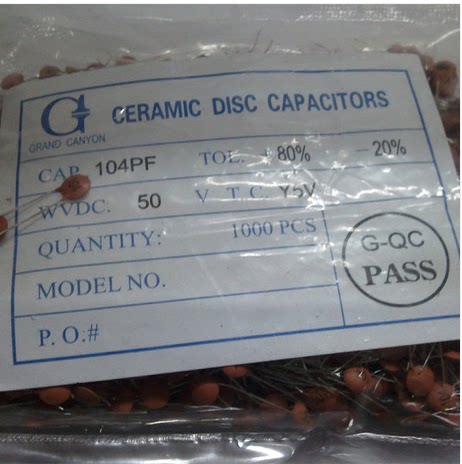 G
CERAMIC DISC CAPACITORS
GRAND CANYON
CAP. 104PF TOL. +80% -20%
WVDC. 50 V T.C. Y5V
QUANTITY: 1000 PCS
MODEL NO.
P.O.#
G-QC
PASS